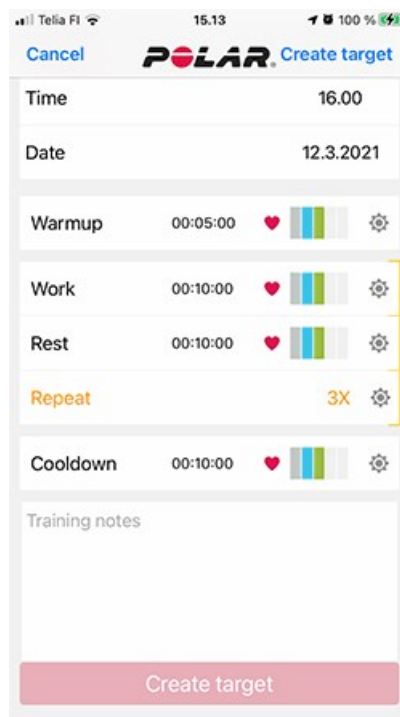 Telia FI 15.13 100 %
Cancel POLAR. Create target
Time 16.00
Date 12.3.2021
Warmup 00:05:00
Work 00:10:00
Rest 00:10:00
Repeat 3X
Cooldown 00:10:00
Training notes
Create target